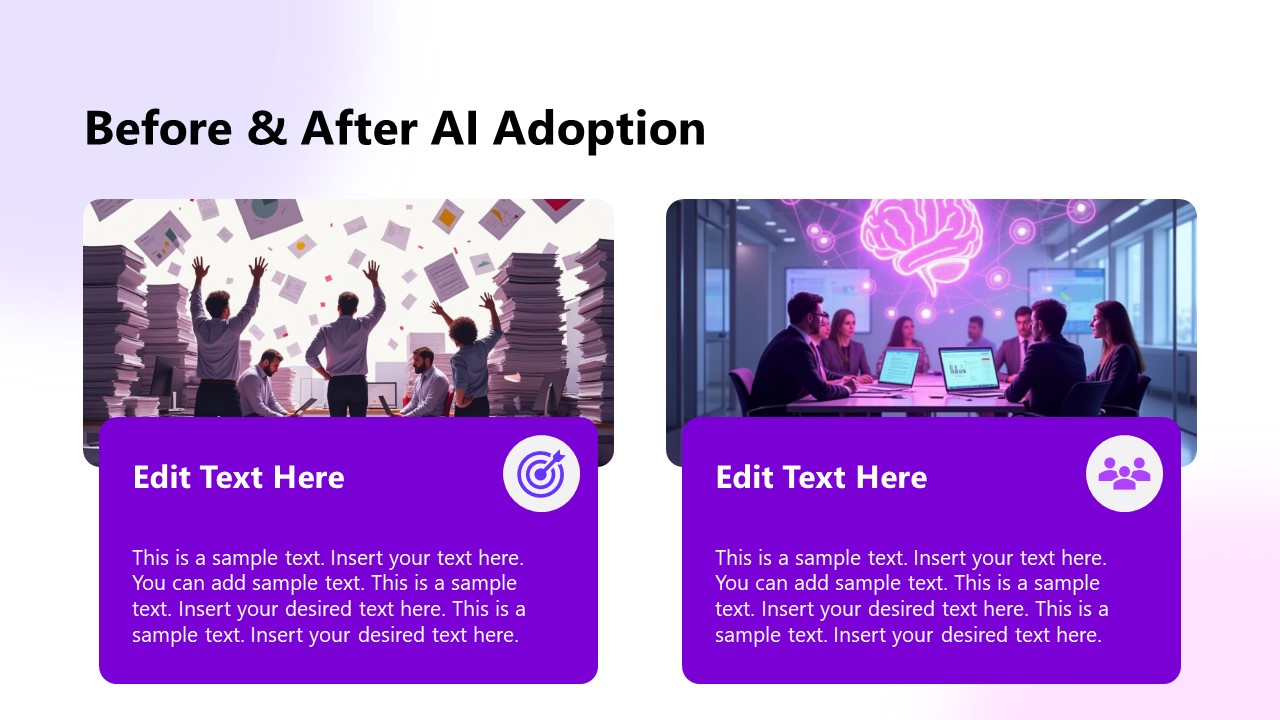 Before & After AI Adoption
Edit Text Here
This is a sample text. Insert your text here.
You can add sample text. This is a sample
text. Insert your desired text here. This is a
sample text. Insert your desired text here.
Edit Text Here
This is a sample text. Insert your text here.
You can add sample text. This is a sample
text. Insert your desired text here. This is a
sample text. Insert your desired text here.